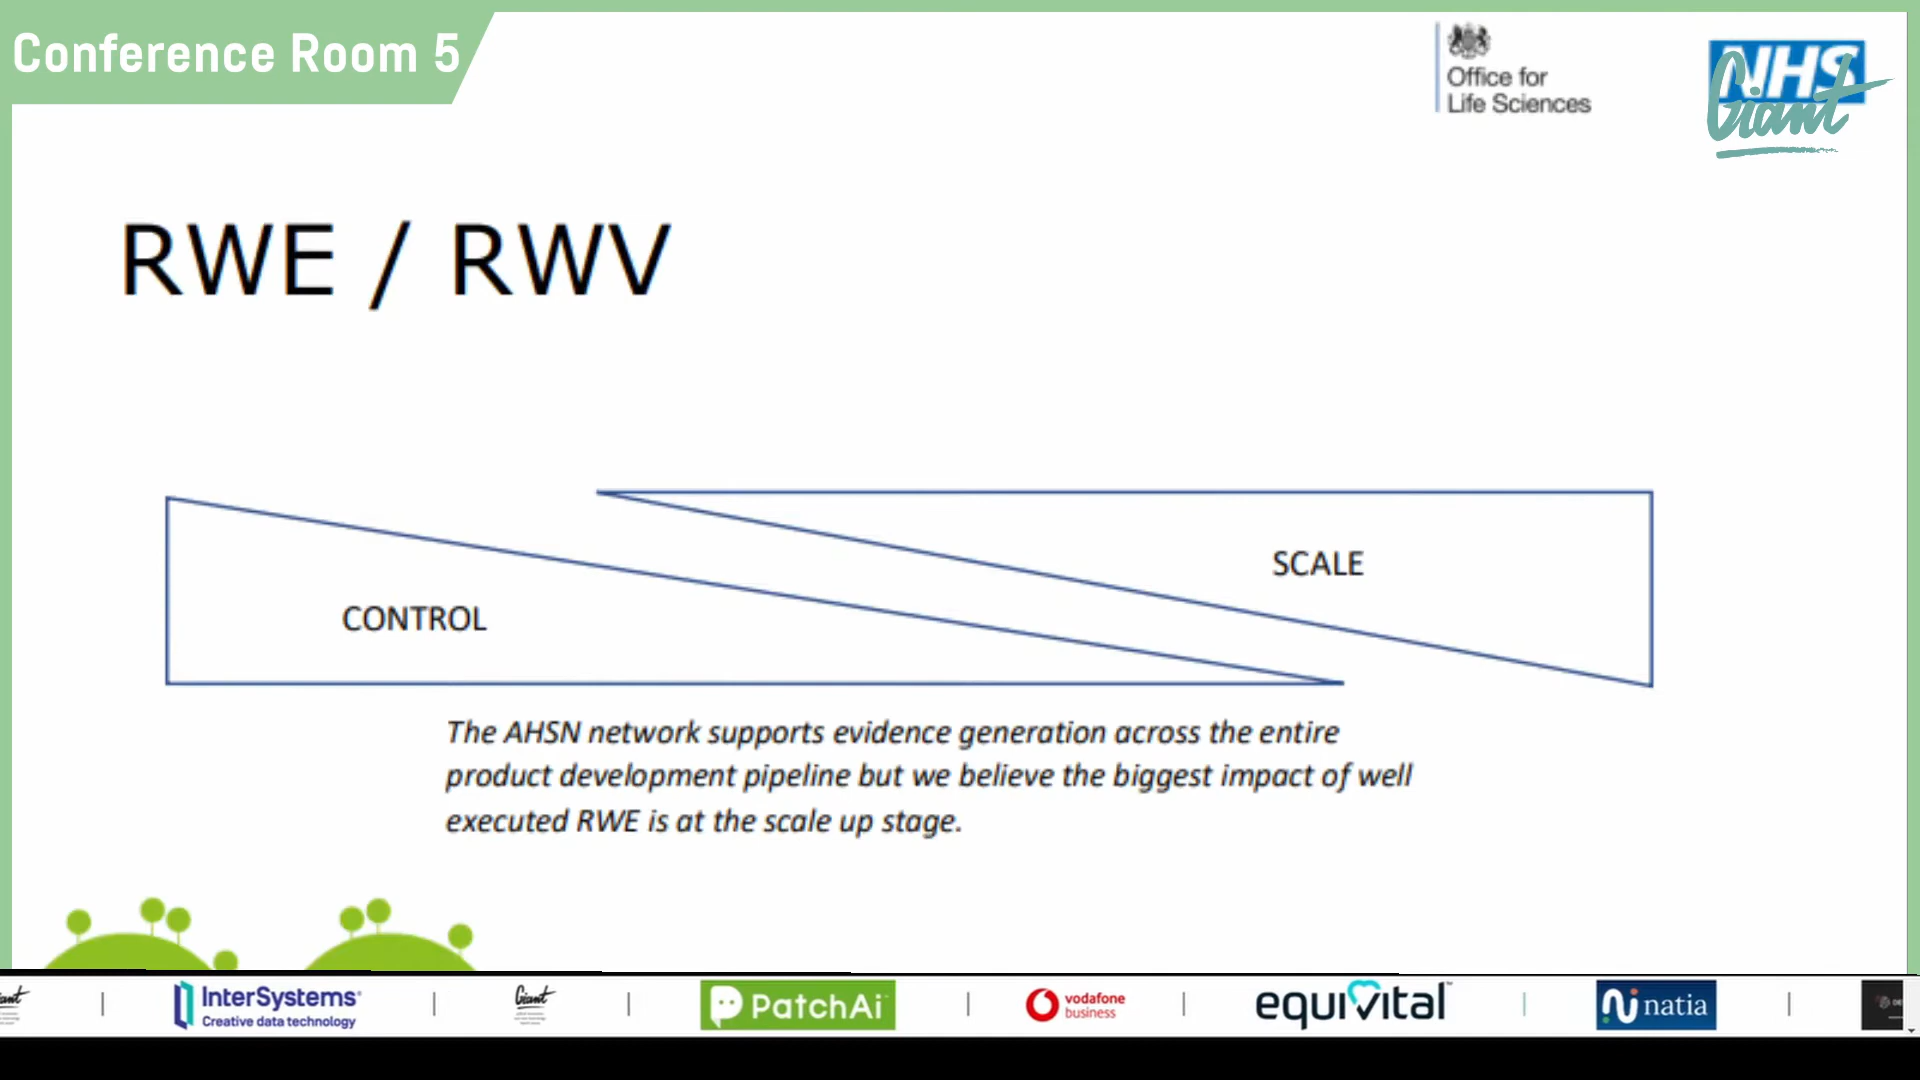 Conference Room 5
Office for
Life Sciences
NHS
Giant
RWE / RWV
SCALE
CONTROL
The AHSN network supports evidence generation across the entire
product development pipeline but we believe the biggest impact of well
executed RWE is at the scale up stage.
InterSystems
Creative data technology
Giant
PatchAi
vodafone
business
equivital
natia